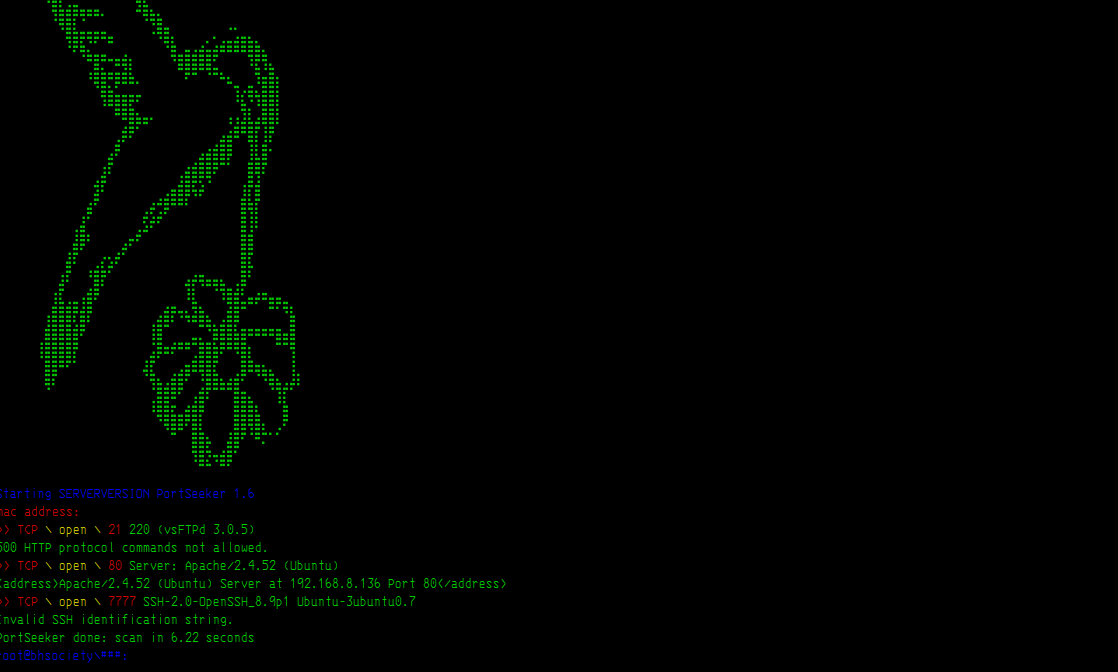 Starting SERVERVERSION PortSeeker 1.6
mac address:
>> TCP \ open \ 21 220 (vsFTPd 3.0.5)
500 HTTP protocol commands not allowed.
>> TCP \ open \ 80 Server: Apache/2.4.52 (Ubuntu)
<address>Apache/2.4.52 (Ubuntu) Server at 192.168.8.136 Port 80</address>
>> TCP \ open \ 7777 SSH-2.0-OpenSSH_8.9p1 Ubuntu-3ubuntu0.7
Invalid SSH identification string.
PortSeeker done: scan in 6.22 seconds
root@bhsociety\###: